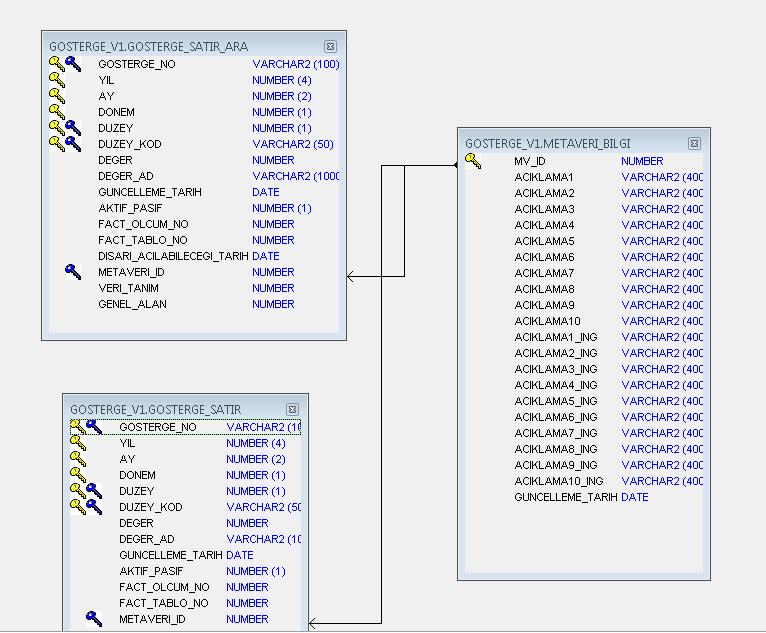 GOSTERGE_V1.GOSTERGE_SATIR_ARA
GOSTERGE_NO VARCHAR2 (100)
YIL NUMBER (4)
AY NUMBER (2)
DONEM NUMBER (1)
DUZEY NUMBER (1)
DUZEY_KOD VARCHAR2 (50)
DEGER NUMBER
DEGER_AD VARCHAR2 (1000
GUNCELLEME_TARIH DATE
AKTIF_PASIF NUMBER (1)
FACT_OLCUM_NO NUMBER
FACT_TABLO_NO NUMBER
DISARI_ACILABILECEGI_TARIH DATE
METAVERI_ID NUMBER
VERI_TANIM NUMBER
GENEL_ALAN NUMBER
GOSTERGE_V1.METAVERI_BILGI
MV_ID NUMBER
ACIKLAMA1 VARCHAR2 (400
ACIKLAMA2 VARCHAR2 (400
ACIKLAMA3 VARCHAR2 (400
ACIKLAMA4 VARCHAR2 (400
ACIKLAMA5 VARCHAR2 (400
ACIKLAMA6 VARCHAR2 (400
ACIKLAMA7 VARCHAR2 (400
ACIKLAMA8 VARCHAR2 (400
ACIKLAMA9 VARCHAR2 (400
ACIKLAMA10 VARCHAR2 (400
ACIKLAMA1_ING VARCHAR2 (400
ACIKLAMA2_ING VARCHAR2 (400
ACIKLAMA3_ING VARCHAR2 (400
ACIKLAMA4_ING VARCHAR2 (400
ACIKLAMA5_ING VARCHAR2 (400
ACIKLAMA6_ING VARCHAR2 (400
ACIKLAMA7_ING VARCHAR2 (400
ACIKLAMA8_ING VARCHAR2 (400
ACIKLAMA9_ING VARCHAR2 (400
ACIKLAMA10_ING VARCHAR2 (400
GUNCELLEME_TARIH DATE
GOSTERGE_V1.GOSTERGE_SATIR
GOSTERGE_NO VARCHAR2 (10
YIL NUMBER (4)
AY NUMBER (2)
DONEM NUMBER (1)
DUZEY NUMBER (1)
DUZEY_KOD VARCHAR2 (50
DEGER NUMBER
DEGER_AD VARCHAR2 (10
GUNCELLEME_TARIH DATE
AKTIF_PASIF NUMBER (1)
FACT_OLCUM_NO NUMBER
FACT_TABLO_NO NUMBER
METAVERI_ID NUMBER